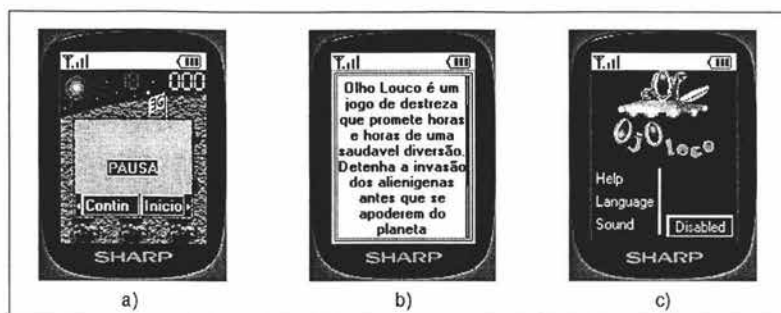 000
PAUSA
Contin Inicio
SHARP
a)
Olho Louco é um
jogo de destreza
que promete horas
e horas de uma
saudavel diversão.
Detenha a invasão
dos alienigenas
antes que se
apoderem do
planeta
SHARP
b)
OjO loco
Help
Language
Sound Disabled
SHARP
c)